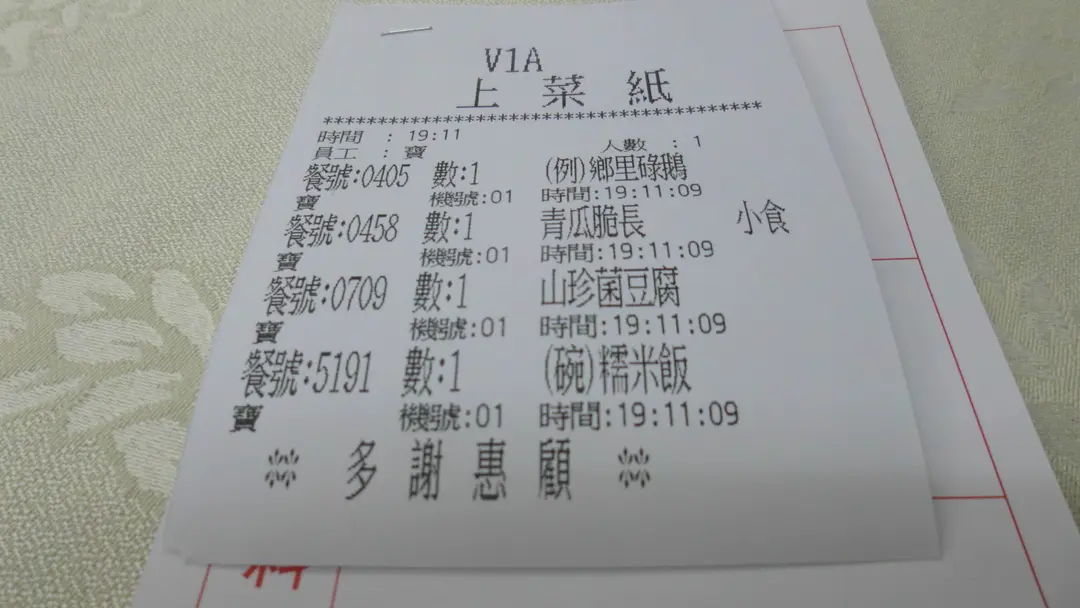 V1A
上菜紙
****************************************
時間 : 19:11 人數 : 1
員工 : 寶
餐號:0405 數:1 (例)鄉里碌鵝
寶 機號:01 時間:19:11:09
餐號:0458 數:1 青瓜脆長 小食
寶 機號:01 時間:19:11:09
餐號:0709 數:1 山珍菌豆腐
寶 機號:01 時間:19:11:09
餐號:5191 數:1 (碗)糯米飯
寶 機號:01 時間:19:11:09
多謝惠顧